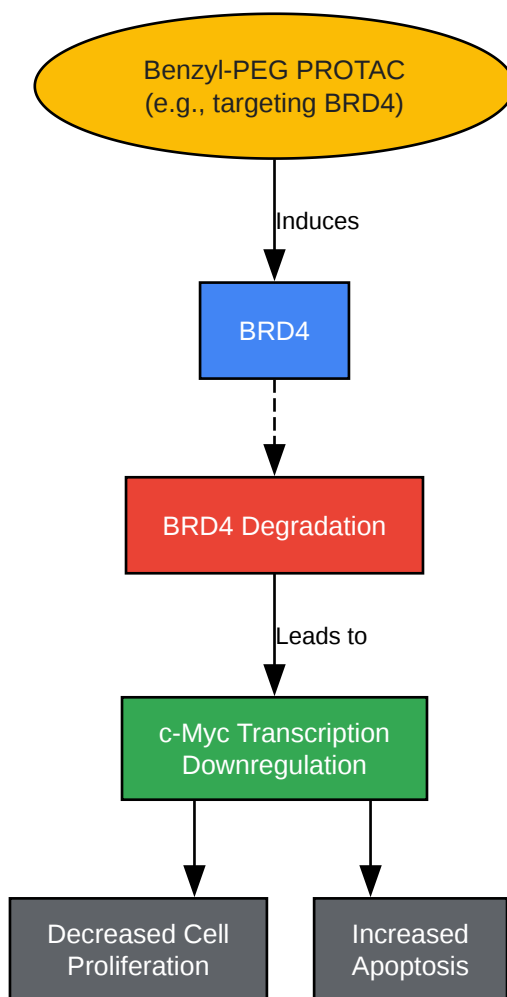 Benzyl-PEG PROTAC
(e.g., targeting BRD4)
Induces
BRD4
BRD4 Degradation
Leads to
c-Myc Transcription
Downregulation
Decreased Cell
Proliferation
Increased
Apoptosis